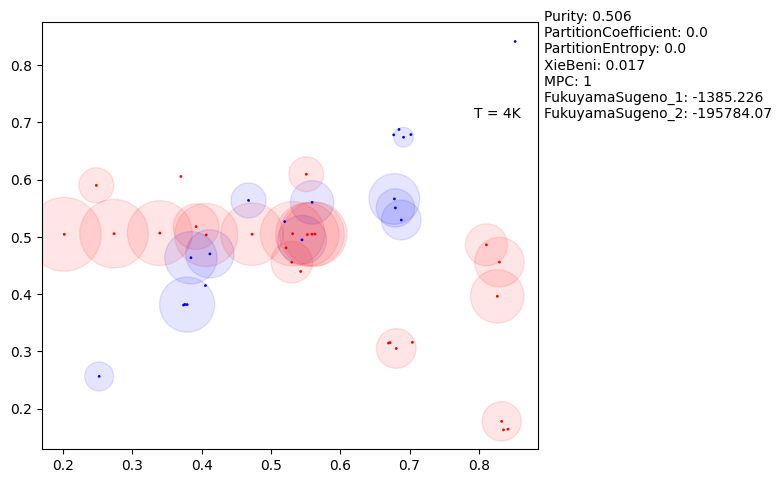 Purity: 0.506
PartitionCoefficient: 0.0
PartitionEntropy: 0.0
XieBeni: 0.017
MPC: 1
FukuyamaSugeno_1: -1385.226
FukuyamaSugeno_2: -195784.07
T = 4K
0.8
0.7
0.6
0.5
0.4
0.3
0.2
0.2 0.3 0.4 0.5 0.6 0.7 0.8